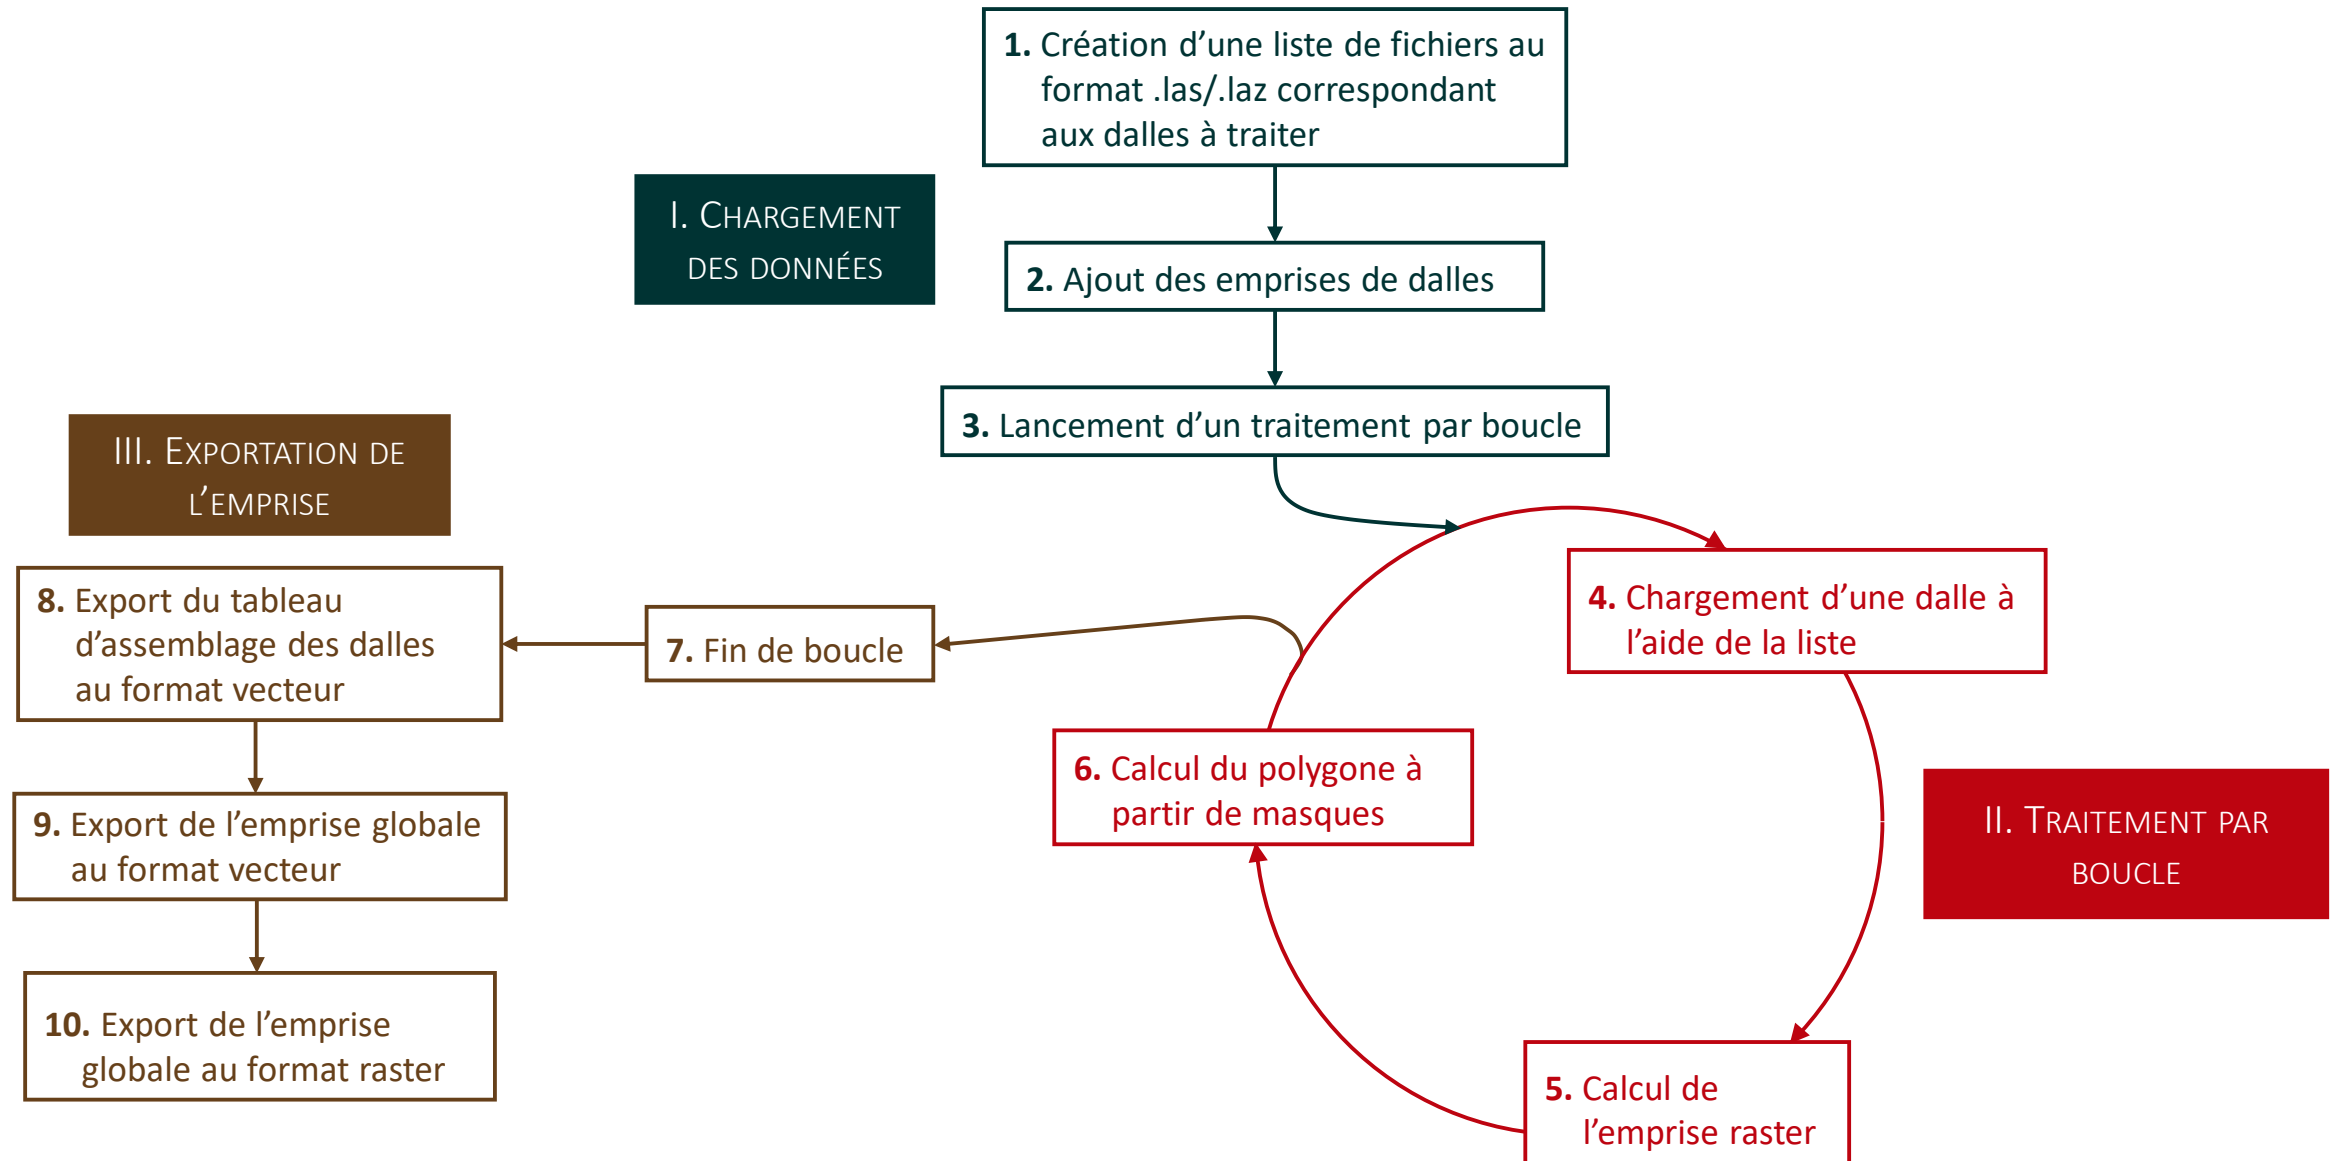 1. Création d’une liste de fichiers au
format .las/.laz correspondant
aux dalles à traiter
I. Chargement
des données
2. Ajout des emprises de dalles
3. Lancement d’un traitement par boucle
4. Chargement d’une dalle à
l’aide de la liste
II. Traitement par
boucle
5. Calcul de
l’emprise raster
6. Calcul du polygone à
partir de masques
III. Exportation de
l’emprise
7. Fin de boucle
8. Export du tableau
d’assemblage des dalles
au format vecteur
9. Export de l’emprise globale
au format vecteur
10. Export de l’emprise
globale au format raster